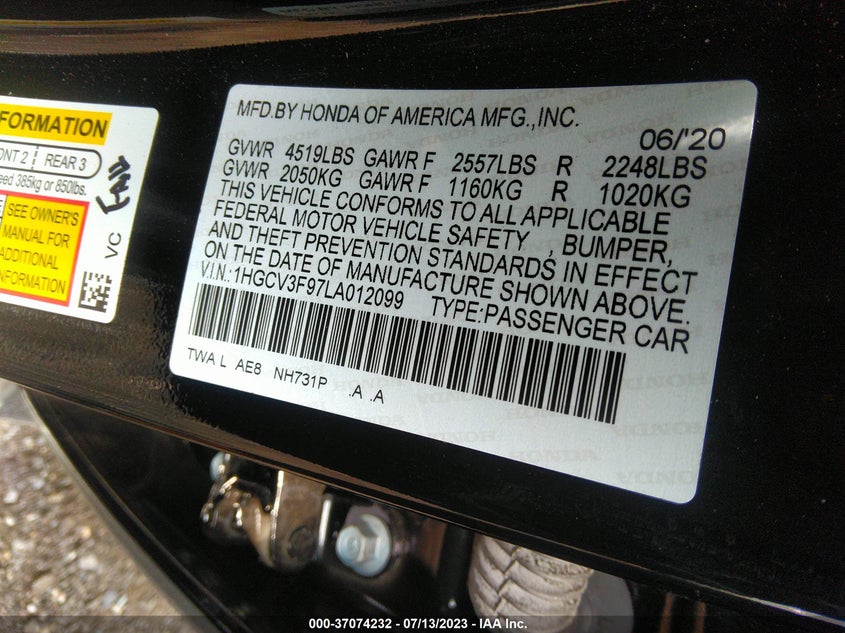 FORMATION
ONT 2 REAR 3
eed 385kg or 850lbs.
SEE OWNER'S
MANUAL FOR
ADDITIONAL
INFORMATION
VC
MFD.BY HONDA OF AMERICA MFG.,INC.
06/'20
GVWR 4519LBS GAWR F 2557LBS R 2248LBS
GVWR 2050KG GAWR F 1160KG R 1020KG
THIS VEHICLE CONFORMS TO ALL APPLICABLE
FEDERAL MOTOR VEHICLE SAFETY , BUMPER,
AND THEFT PREVENTION STANDARDS IN EFFECT
ON THE DATE OF MANUFACTURE SHOWN ABOVE.
V.I.N.:1HGCV3F97LA012099 TYPE:PASSENGER CAR
TWA L AE8 NH731P .A .A
HONDA
000-37074232 - 07/13/2023 - IAA Inc.